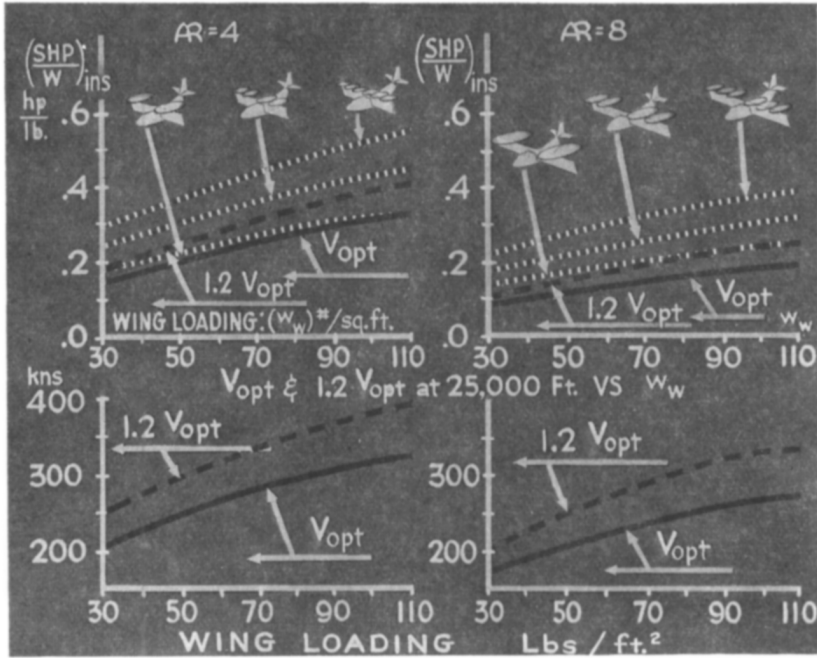 AR=4
AR=8
(SHP/W)ins
(SHP/W)ins
hp/lb.
.6
.4
.2
.0
.6
.4
.2
.0
Vopt
1.2 Vopt
WING LOADING:(Ww)#/sq.ft.
30 50 70 90 110
Vopt
1.2 Vopt
Ww
30 50 70 90 110
Vopt & 1.2 Vopt at 25,000 Ft. VS Ww
kns
400
300
200
1.2 Vopt
Vopt
30 50 70 90 110
300
200
1.2 Vopt
Vopt
30 50 70 90 110
WING LOADING Lbs/ft.²